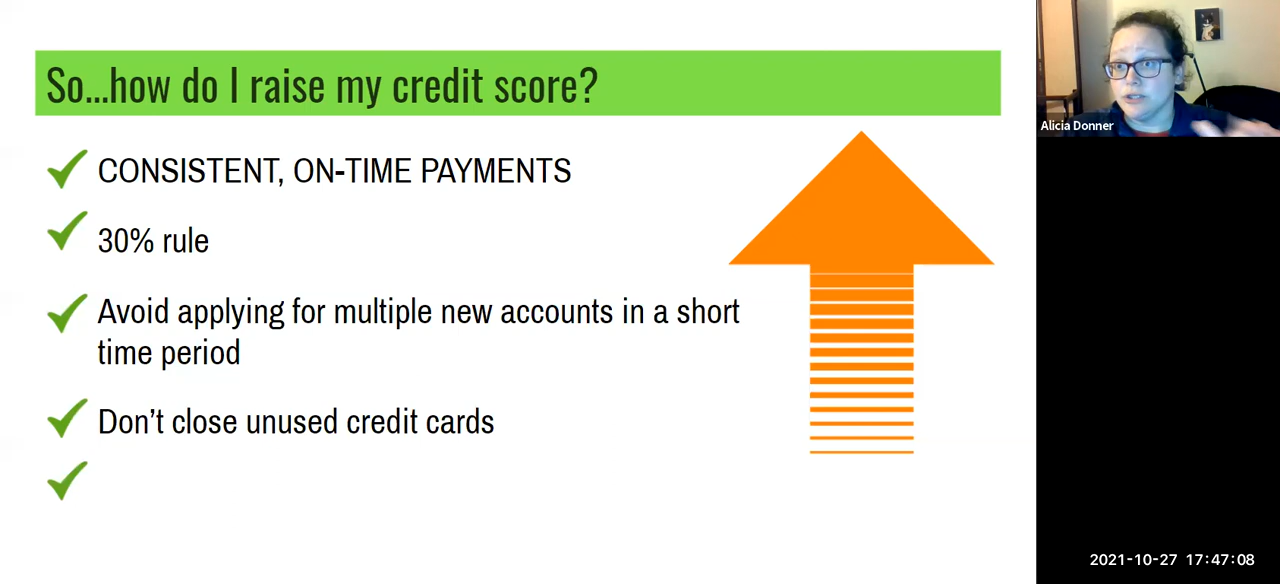 So...how do I raise my credit score?
CONSISTENT, ON-TIME PAYMENTS
30% rule
Avoid applying for multiple new accounts in a short
time period
Don’t close unused credit cards
Alicia Donner
2021-10-27 17:47:08